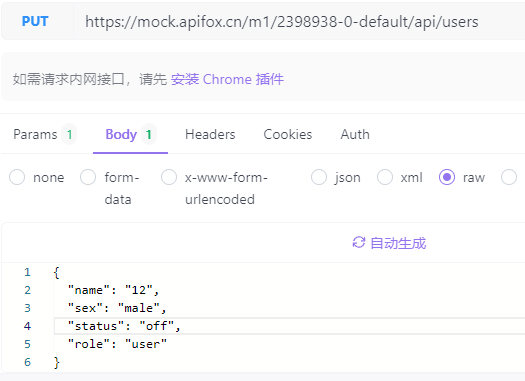 PUT https://mock.apifox.cn/m1/2398938-0-default/api/users
如需请求内网接口，请先 安装 Chrome 插件
Params 1 Body 1 Headers Cookies Auth
none form-data x-www-form-urlencoded json xml raw
自动生成
1 {
2 "name": "12",
3 "sex": "male",
4 "status": "off",
5 "role": "user"
6 }